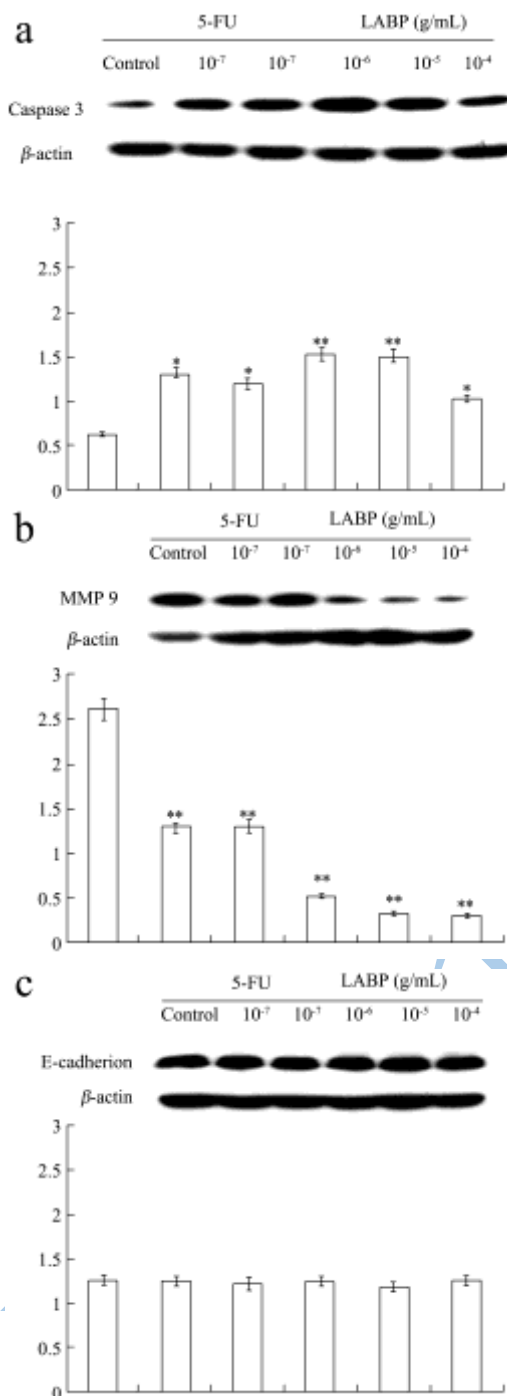 a
5-FU LABP (g/mL)
Control 10⁻⁷ 10⁻⁷ 10⁻⁶ 10⁻⁵ 10⁻⁴
Caspase 3
β-actin
3
2.5
2
** **
1.5
* *
*
1
0.5
0
b
5-FU LABP (g/mL)
Control 10⁻⁷ 10⁻⁷ 10⁻⁶ 10⁻⁵ 10⁻⁴
MMP 9
β-actin
3
2.5
2
1.5
** **
1
**
0.5
** **
0
c
5-FU LABP (g/mL)
Control 10⁻⁷ 10⁻⁷ 10⁻⁶ 10⁻⁵ 10⁻⁴
E-cadherion
β-actin
3
2.5
2
1.5
1
0.5
0